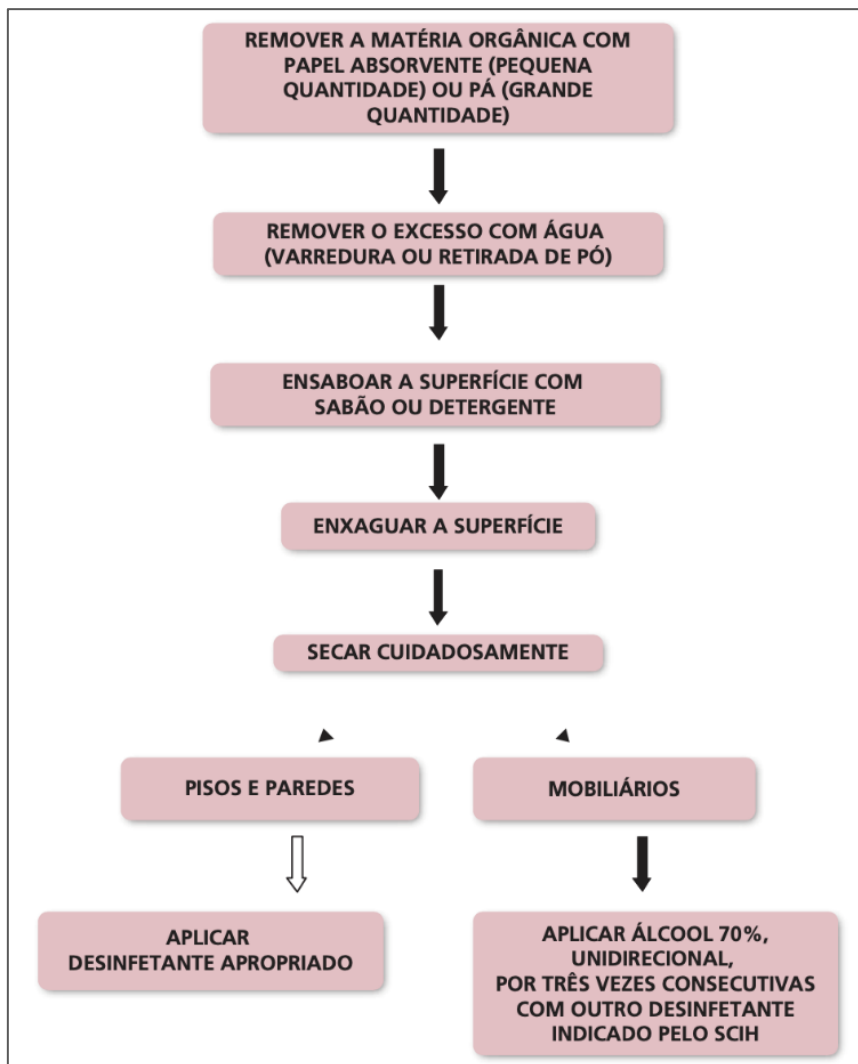 REMOVER A MATÉRIA ORGÂNICA COM
PAPEL ABSORVENTE (PEQUENA
QUANTIDADE) OU PÁ (GRANDE
QUANTIDADE)
REMOVER O EXCESSO COM ÁGUA
(VARREDURA OU RETIRADA DE PÓ)
ENSABOAR A SUPERFÍCIE COM
SABÃO OU DETERGENTE
ENXAGUAR A SUPERFÍCIE
SECAR CUIDADOSAMENTE
PISOS E PAREDES
MOBILIÁRIOS
APLICAR
DESINFETANTE APROPRIADO
APLICAR ÁLCOOL 70%,
UNIDIRECIONAL,
POR TRÊS VEZES CONSECUTIVAS
COM OUTRO DESINFETANTE
INDICADO PELO SCIH